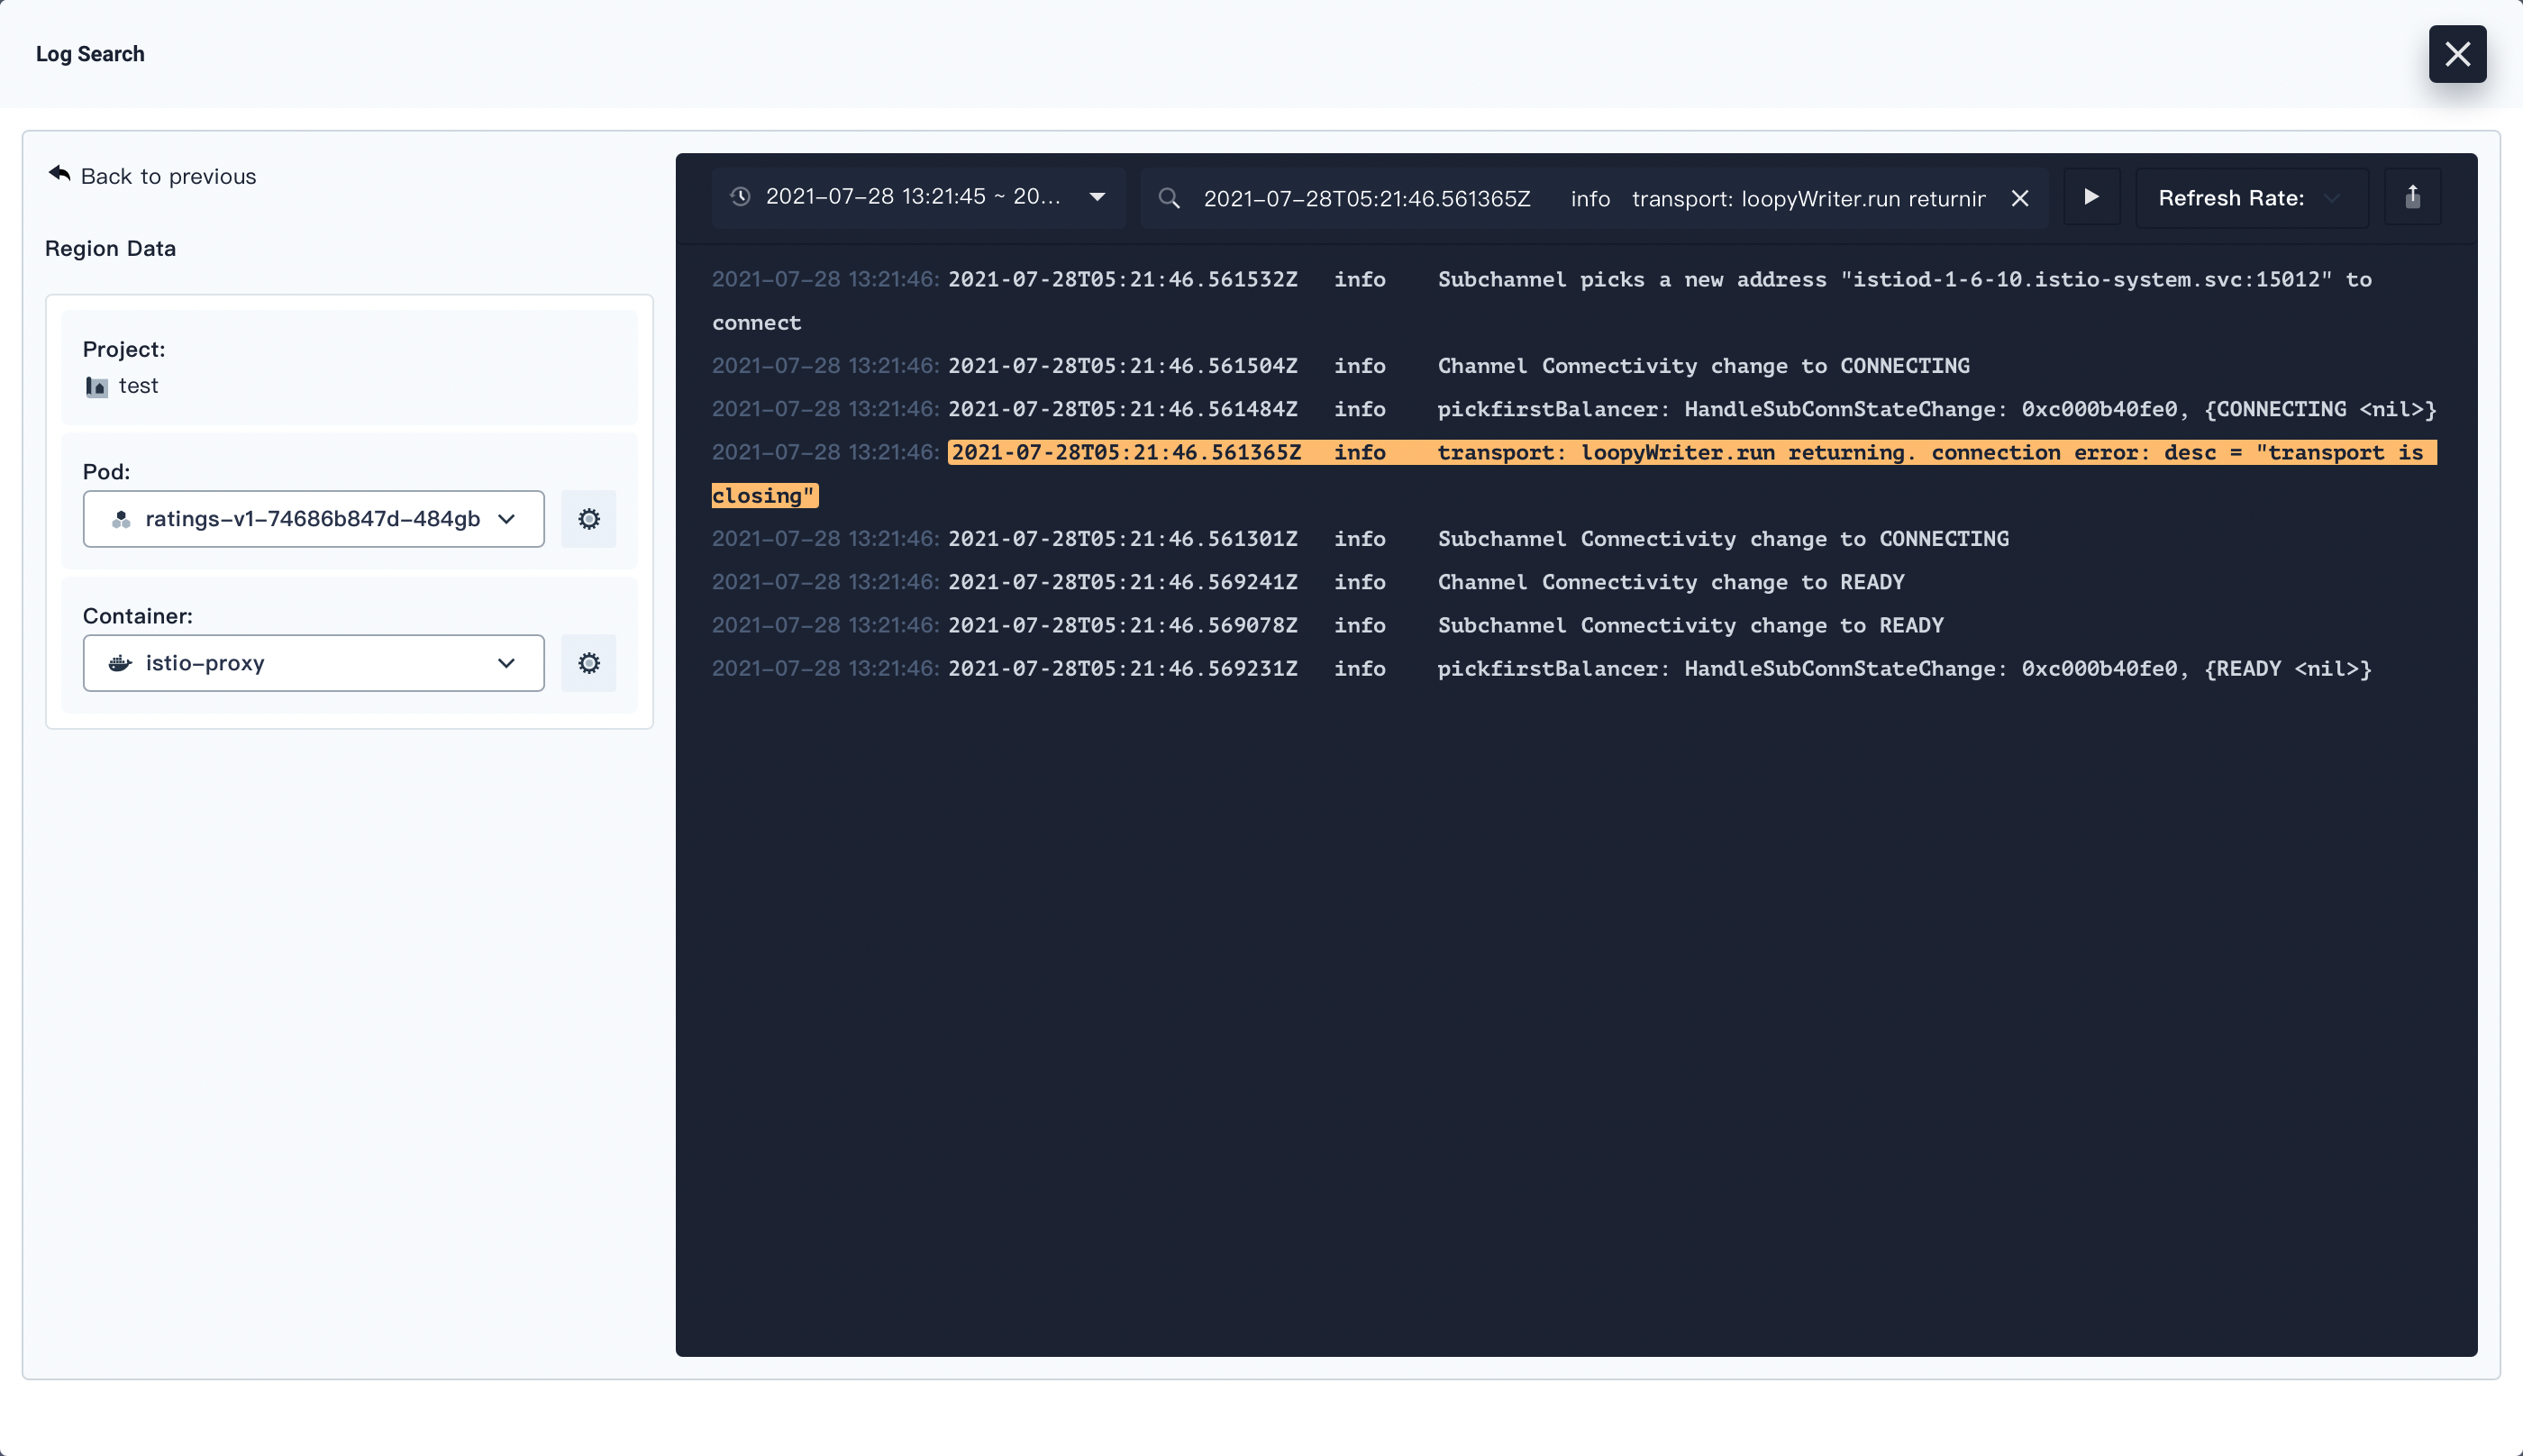 Log Search
Back to previous
Region Data
Project:
test
Pod:
ratings-v1-74686b847d-484gb
Container:
istio-proxy
2021-07-28 13:21:45 ~ 20...
2021-07-28T05:21:46.561365Z info transport: loopyWriter.run returnir
Refresh Rate:
2021-07-28 13:21:46: 2021-07-28T05:21:46.561532Z info Subchannel picks a new address "istiod-1-6-10.istio-system.svc:15012" to
connect
2021-07-28 13:21:46: 2021-07-28T05:21:46.561504Z info Channel Connectivity change to CONNECTING
2021-07-28 13:21:46: 2021-07-28T05:21:46.561484Z info pickfirstBalancer: HandleSubConnStateChange: 0xc000b40fe0, {CONNECTING <nil>}
2021-07-28 13:21:46: 2021-07-28T05:21:46.561365Z info transport: loopyWriter.run returning. connection error: desc = "transport is
closing"
2021-07-28 13:21:46: 2021-07-28T05:21:46.561301Z info Subchannel Connectivity change to CONNECTING
2021-07-28 13:21:46: 2021-07-28T05:21:46.569241Z info Channel Connectivity change to READY
2021-07-28 13:21:46: 2021-07-28T05:21:46.569078Z info Subchannel Connectivity change to READY
2021-07-28 13:21:46: 2021-07-28T05:21:46.569231Z info pickfirstBalancer: HandleSubConnStateChange: 0xc000b40fe0, {READY <nil>}